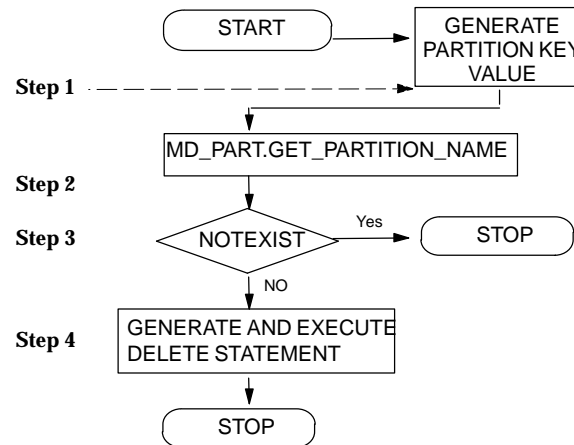 START
GENERATE
PARTITION KEY
VALUE
Step 1
MD_PART.GET_PARTITION_NAME
Step 2
Step 3
NOTEXIST
Yes
STOP
NO
Step 4
GENERATE AND EXECUTE
DELETE STATEMENT
STOP